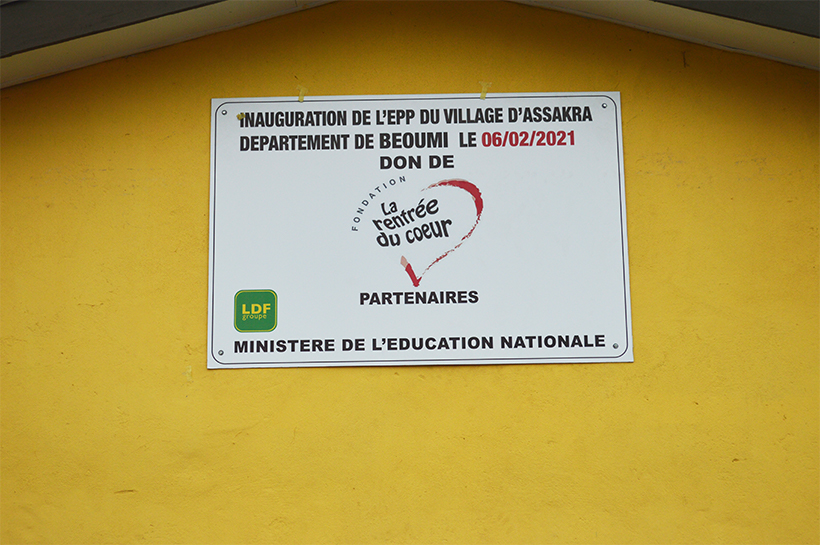 INAUGURATION DE L'EPP DU VILLAGE D'ASSAKRA
DEPARTEMENT DE BEOUMI LE 06/02/2021
DON DE
FONDATION
La
rentrée
du coeur
PARTENAIRES
LDF
groupe
MINISTERE DE L'EDUCATION NATIONALE